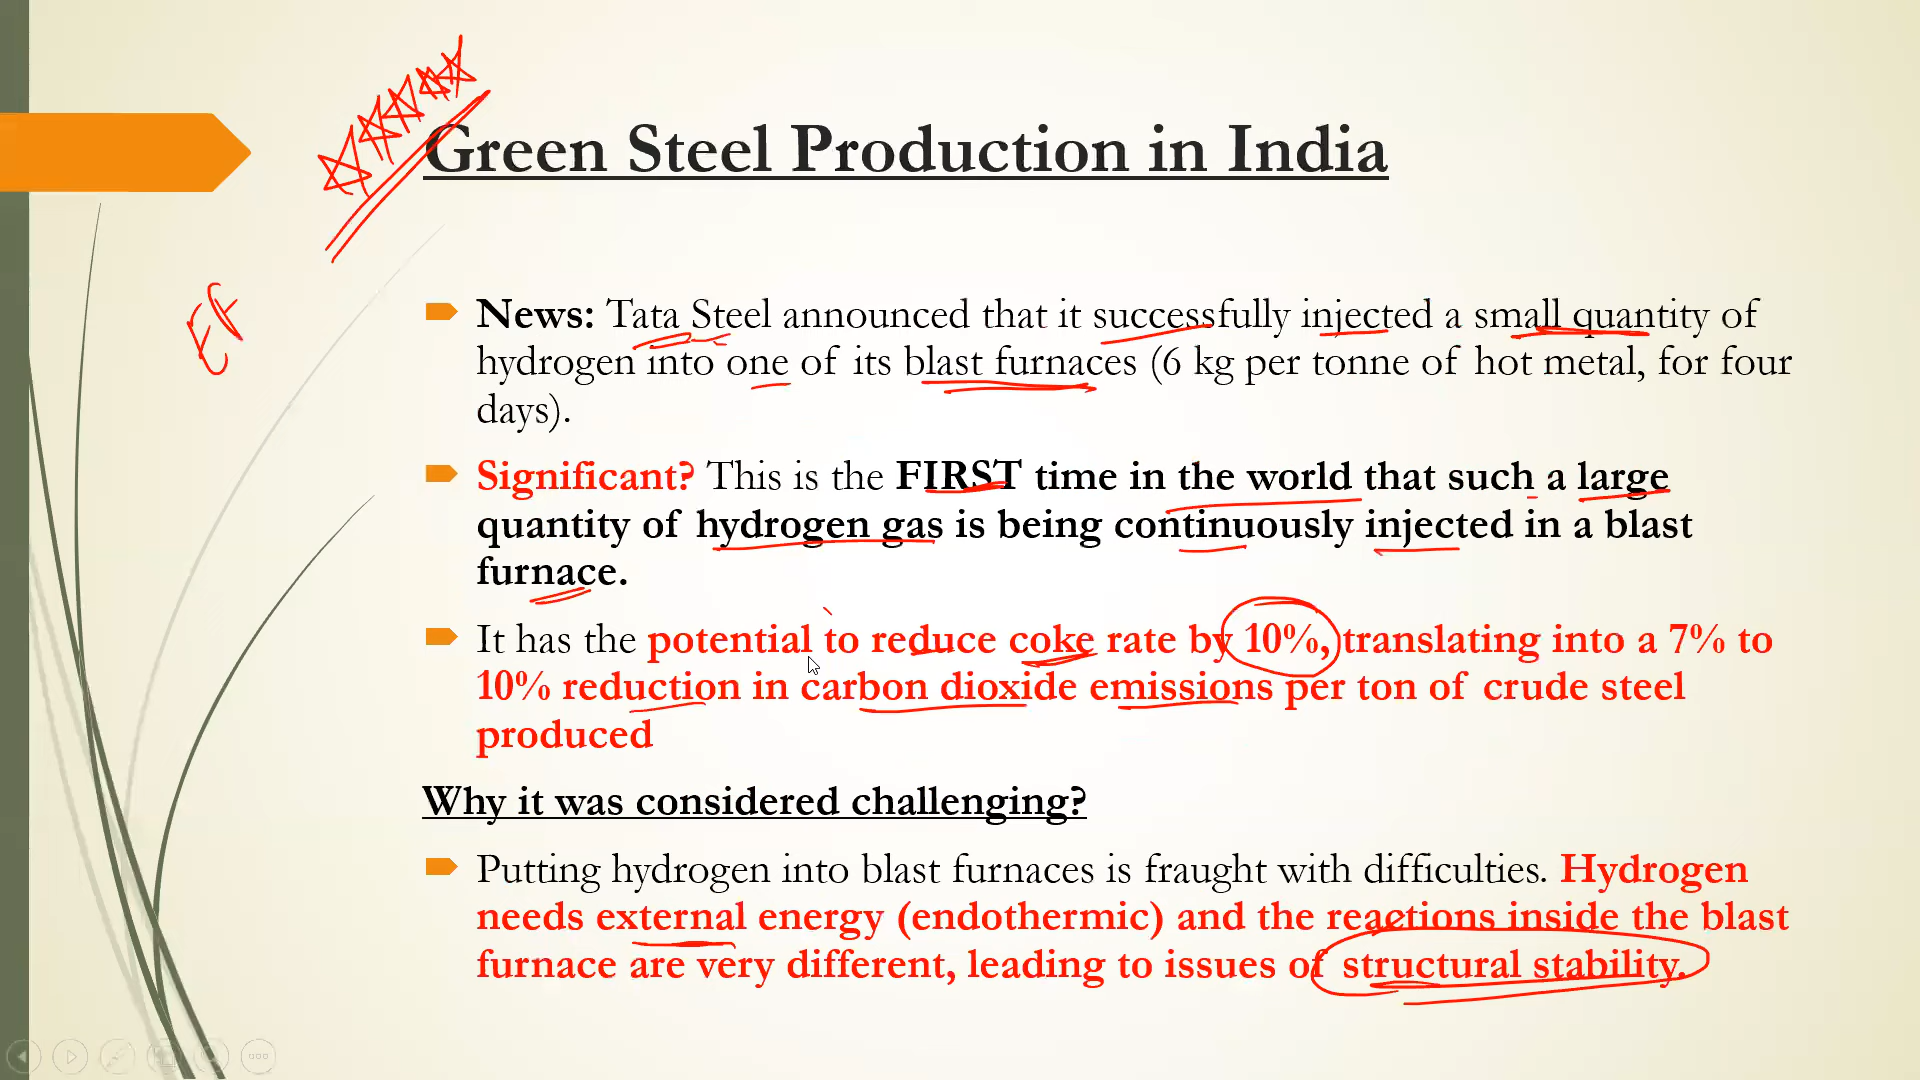 Green Steel Production in India
News: Tata Steel announced that it successfully injected a small quantity of
hydrogen into one of its blast furnaces (6 kg per tonne of hot metal, for four
days).
Significant? This is the FIRST time in the world that such a large
quantity of hydrogen gas is being continuously injected in a blast
furnace.
It has the potential to reduce coke rate by 10%, translating into a 7% to
10% reduction in carbon dioxide emissions per ton of crude steel
produced
Why it was considered challenging?
Putting hydrogen into blast furnaces is fraught with difficulties. Hydrogen
needs external energy (endothermic) and the reactions inside the blast
furnace are very different, leading to issues of structural stability.